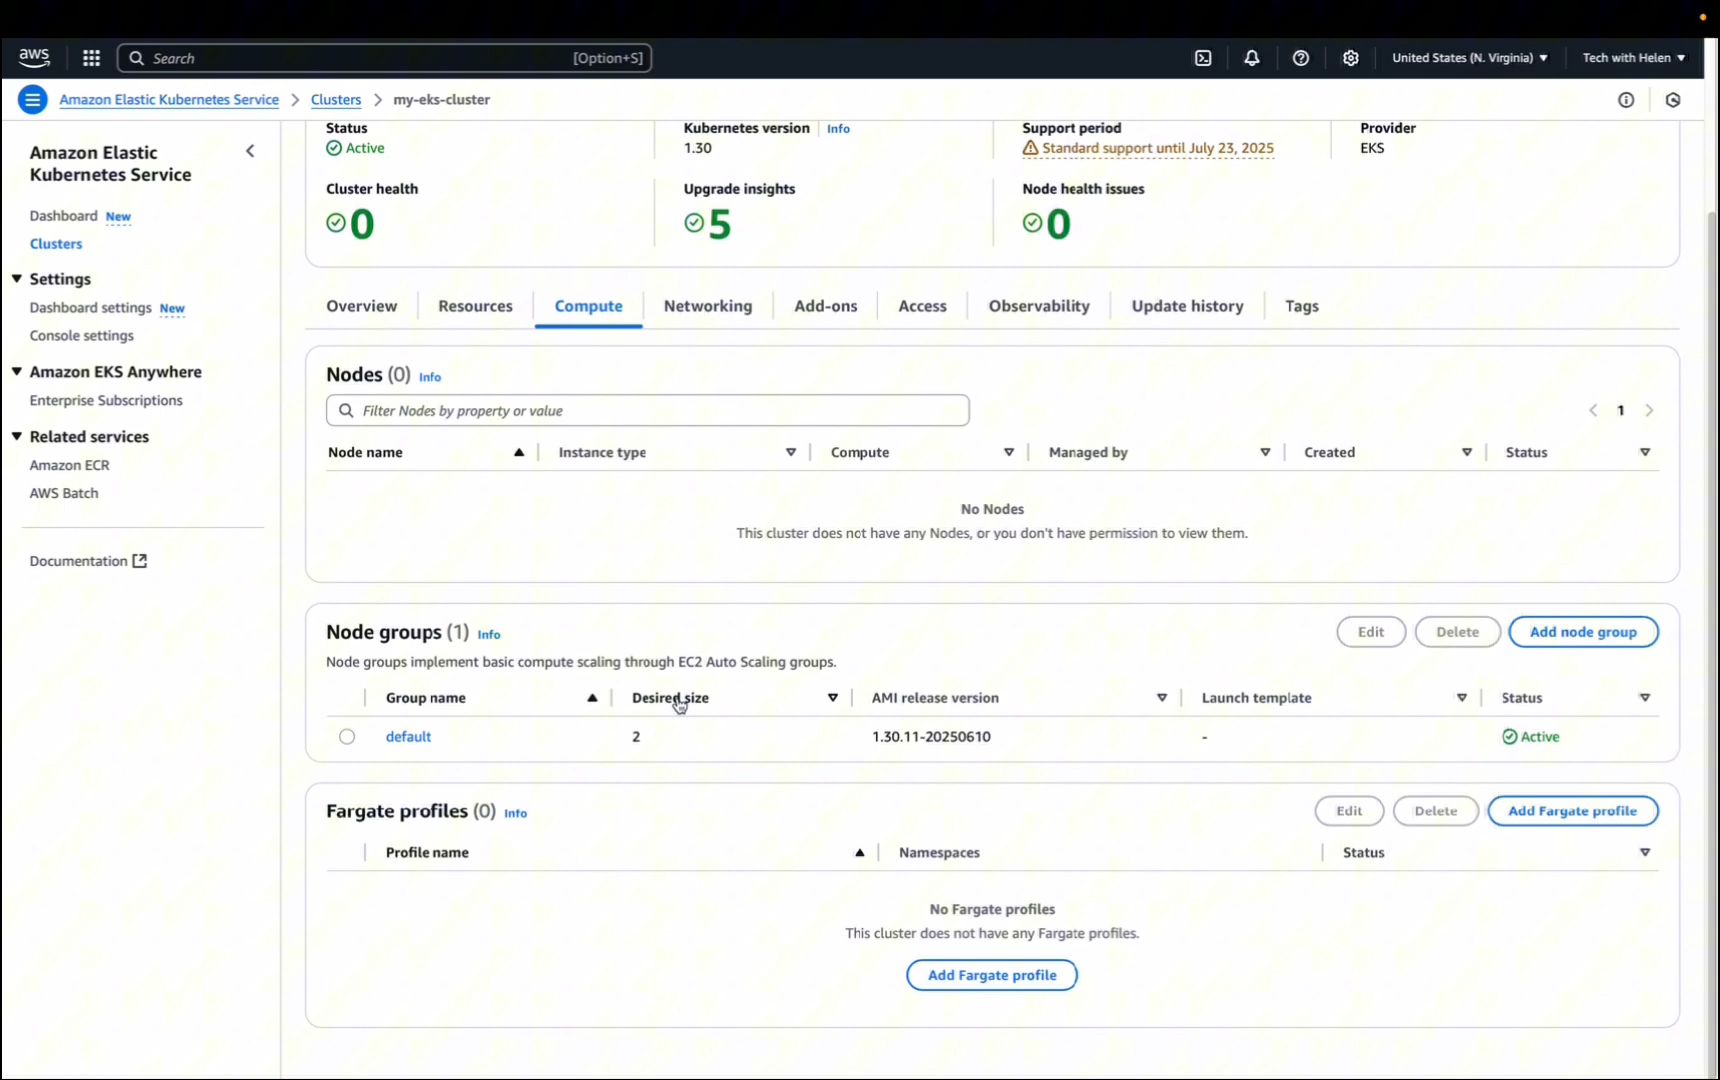 aws
Search [Option+S]
United States (N. Virginia) Tech with Helen
Amazon Elastic Kubernetes Service Clusters my-eks-cluster
Amazon Elastic
Kubernetes Service
Dashboard New
Clusters
Settings
Dashboard settings New
Console settings
Amazon EKS Anywhere
Enterprise Subscriptions
Related services
Amazon ECR
AWS Batch
Documentation
Status Kubernetes version Info Support period Provider
Active 1.30 Standard support until July 23, 2025 EKS
Cluster health Upgrade insights Node health issues
0 5 0
Overview Resources Compute Networking Add-ons Access Observability Update history Tags
Nodes (0) Info
Filter Nodes by property or value
1
Node name Instance type Compute Managed by Created Status
No Nodes
This cluster does not have any Nodes, or you don't have permission to view them.
Node groups (1) Info
Edit Delete Add node group
Node groups implement basic compute scaling through EC2 Auto Scaling groups.
Group name Desired size AMI release version Launch template Status
default 2 1.30.11-20250610 - Active
Fargate profiles (0) Info
Edit Delete Add Fargate profile
Profile name Namespaces Status
No Fargate profiles
This cluster does not have any Fargate profiles.
Add Fargate profile